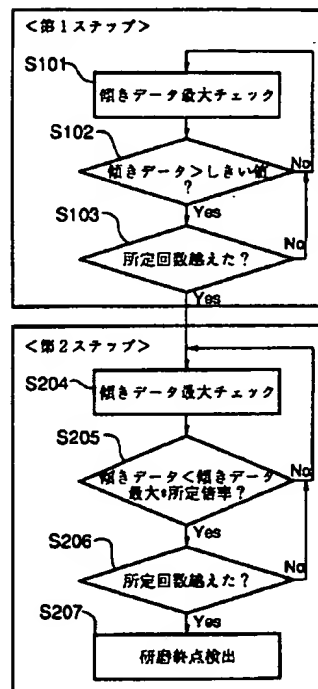 <第1ステップ>
S101
傾きデータ最大チェック
S102
傾きデータ>しきい値
?
No
Yes
S103
所定回数越えた?
No
Yes
<第2ステップ>
S204
傾きデータ最大チェック
S205
傾きデータ<傾きデータ
最大*所定倍率?
No
Yes
S206
所定回数越えた?
No
Yes
S207
研磨終点検出